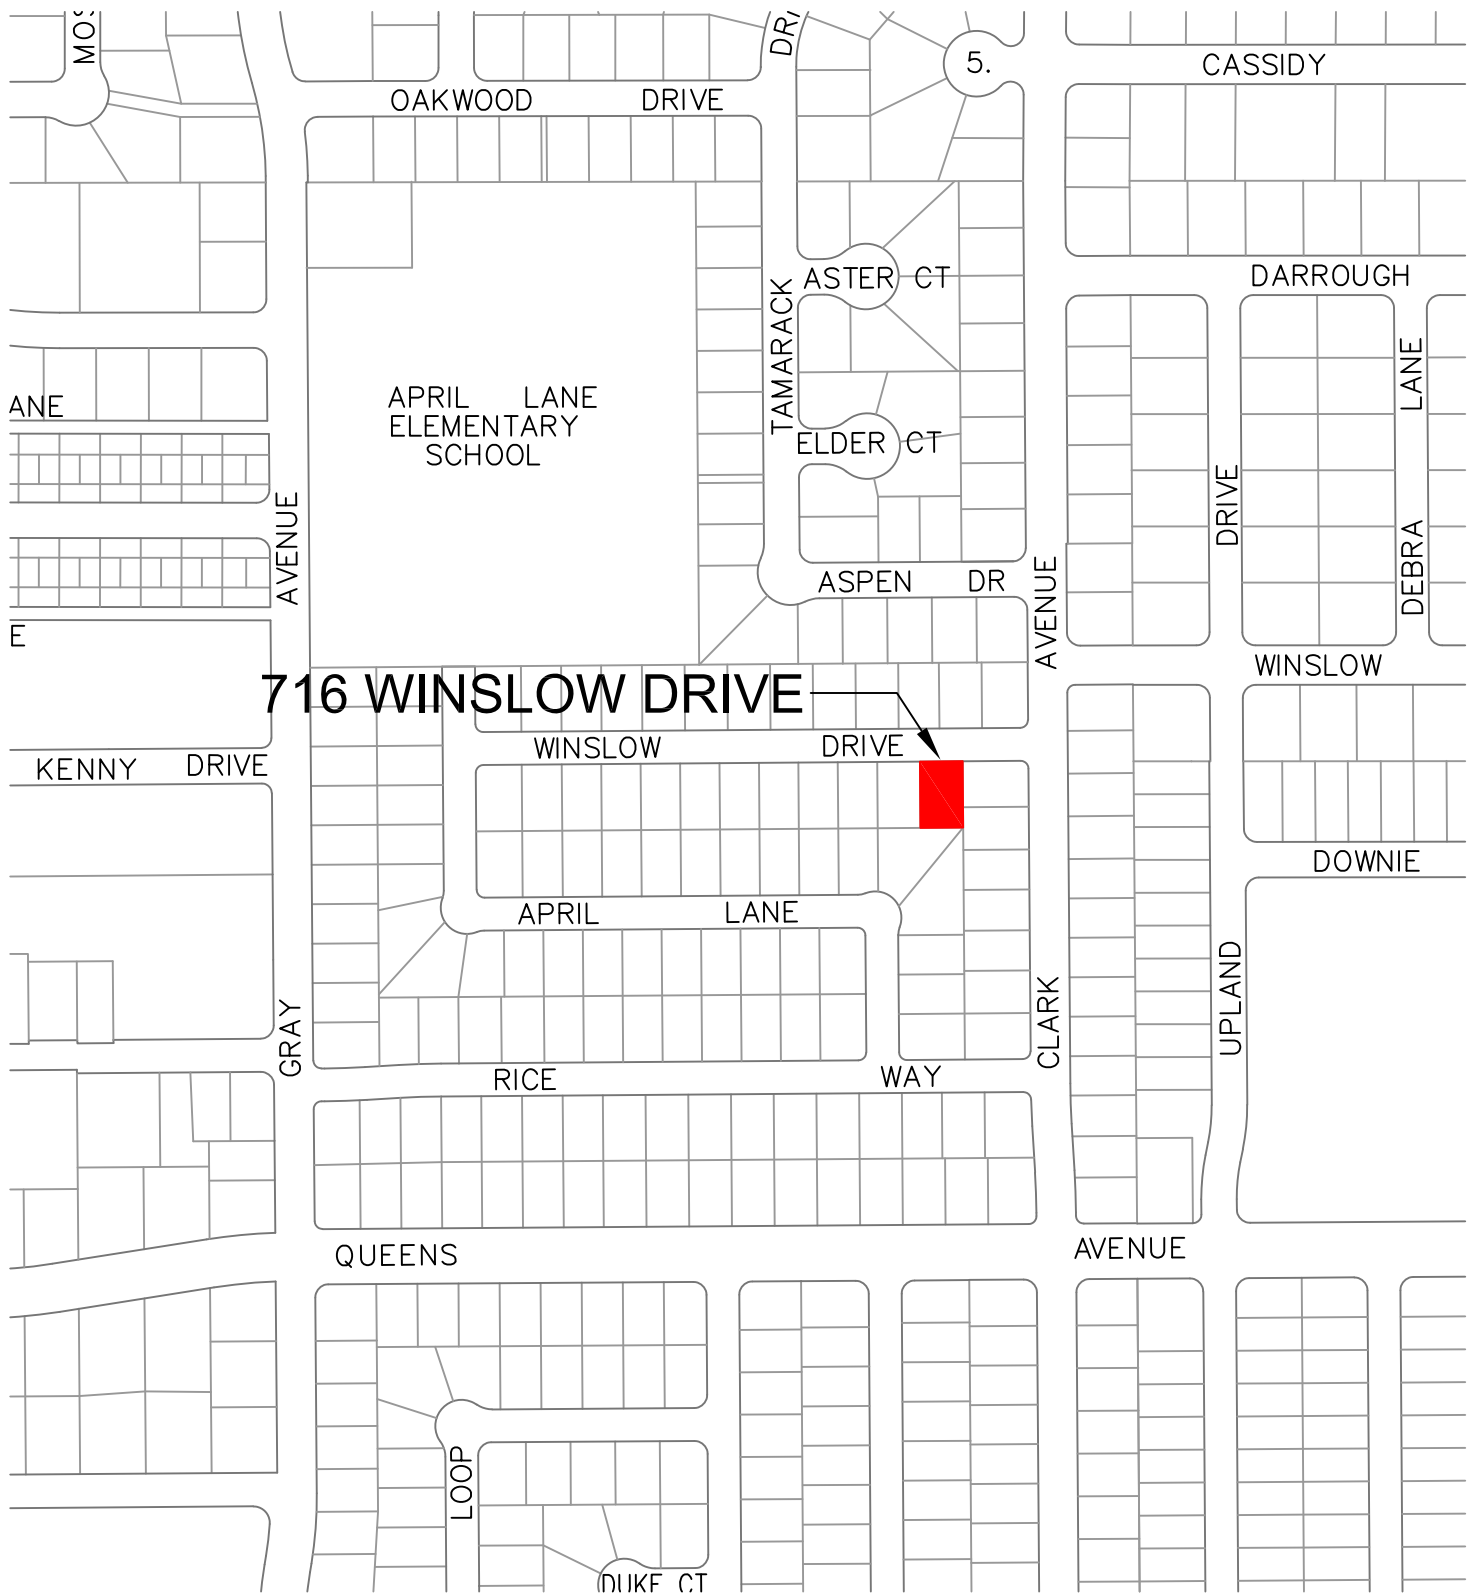 MOS
DRI
5.
CASSIDY
OAKWOOD DRIVE
DARROUGH
ASTER CT
TAMARACK
LANE
APRIL LANE
ELEMENTARY
SCHOOL
ANE
ELDER CT
DRIVE
AVENUE
DEBRA
ASPEN DR
AVENUE
E
WINSLOW
716 WINSLOW DRIVE
WINSLOW DRIVE
KENNY DRIVE
DOWNIE
APRIL LANE
UPLAND
GRAY
CLARK
RICE WAY
QUEENS AVENUE
LOOP
DUKE CT